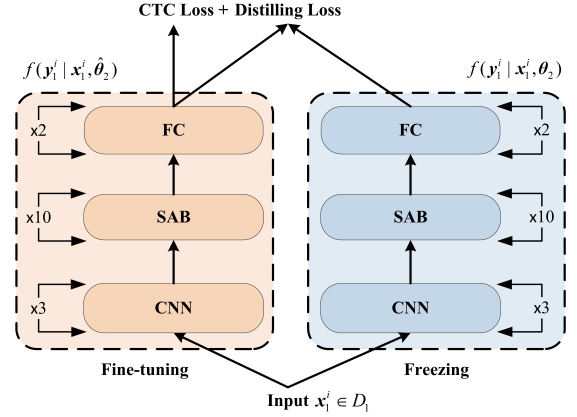 CTC Loss + Distilling Loss
f(y₁ⁱ | x₁ⁱ, θ̂₂)
f(y₁ⁱ | x₁ⁱ, θ₂)
x2
FC
FC
x2
x10
SAB
SAB
x10
x3
CNN
CNN
x3
Fine-tuning
Freezing
Input x₁ⁱ ∈ D₁